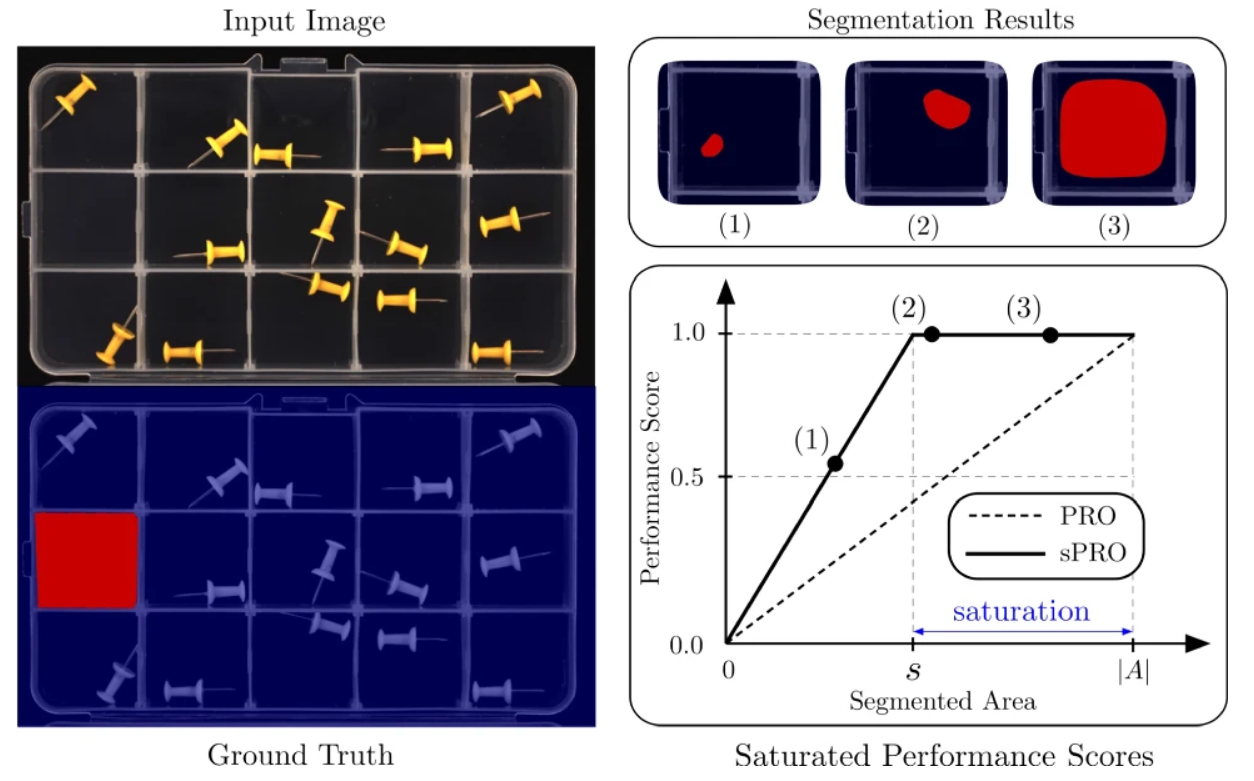 Input Image
Ground Truth
Segmentation Results
(1)
(2)
(3)
Performance Score
1.0
0.5
0.0
(1)
(2)
(3)
PRO
sPRO
saturation
0
s
|A|
Segmented Area
Saturated Performance Scores